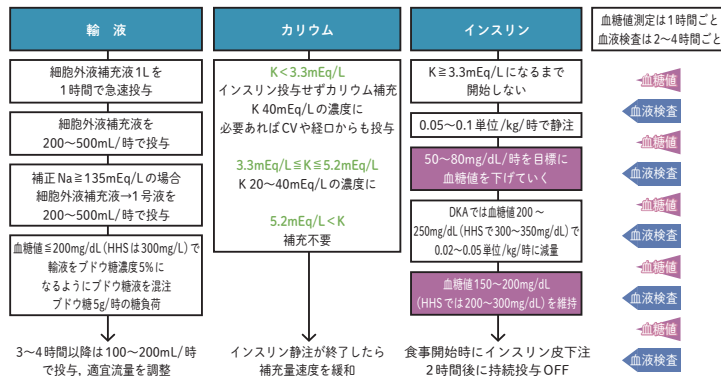 輸液
細胞外液補充液1Lを
1時間で急速投与
細胞外液補充液を
200〜500mL/時で投与
補正Na≧135mEq/Lの場合
細胞外液補充液→1号液を
200〜500mL/時で投与
血糖値≦200mg/dL(HHSは300mg/L)で
輸液をブドウ糖濃度5%に
なるようにブドウ糖液を混注
ブドウ糖5g/時の糖負荷
3〜4時間以降は100〜200mL/時
で投与,適宜流量を調整
カリウム
K<3.3mEq/L
インスリン投与せずカリウム補充
K 40mEq/Lの濃度に
必要あればCVや経口からも投与
3.3mEq/L≦K≦5.2mEq/L
K 20〜40mEq/Lの濃度に
5.2mEq/L<K
補充不要
インスリン静注が終了したら
補充量速度を緩和
インスリン
K≧3.3mEq/Lになるまで
開始しない
0.05〜0.1単位/kg/時で静注
50〜80mg/dL/時を目標に
血糖値を下げていく
DKAでは血糖値200〜
250mg/dL(HHSで300〜350mg/dL)で
0.02〜0.05単位/kg/時に減量
血糖値150〜200mg/dL
(HHSでは200〜300mg/dL)を維持
食事開始時にインスリン皮下注
2時間後に持続投与OFF
血糖値測定は1時間ごと
血液検査は2〜4時間ごと
血糖値
血液検査
血糖値
血液検査
血糖値
血液検査
血糖値
血液検査
血糖値
血液検査